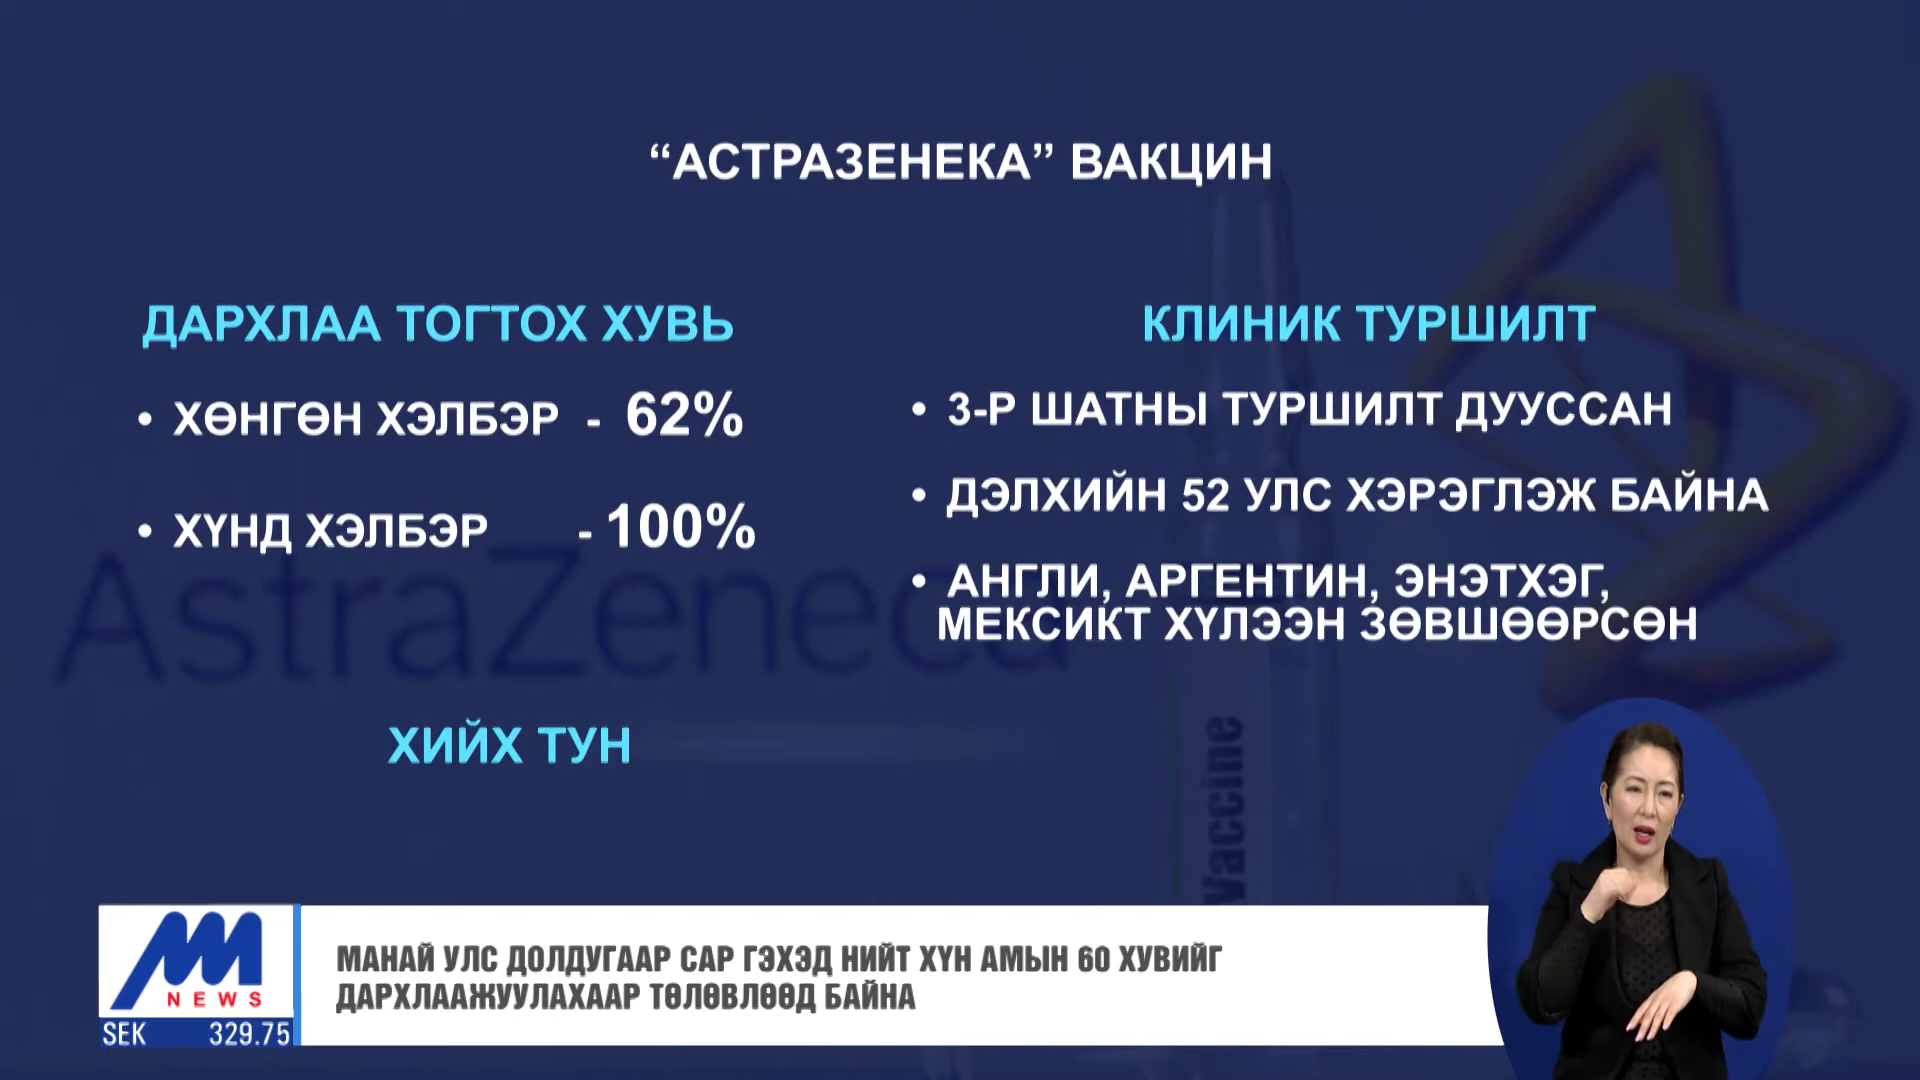 “АСТРАЗЕНЕКА” ВАКЦИН
ДАРХЛАА ТОГТОХ ХУВЬ
• ХӨНГӨН ХЭЛБЭР - 62%
• ХҮНД ХЭЛБЭР - 100%
КЛИНИК ТУРШИЛТ
• 3-Р ШАТНЫ ТУРШИЛТ ДУУССАН
• ДЭЛХИЙН 52 УЛС ХЭРЭГЛЭЖ БАЙНА
• АНГЛИ, АРГЕНТИН, ЭНЭТХЭГ,
МЕКСИКТ ХҮЛЭЭН ЗӨВШӨӨРСӨН
AstraZeneca
ХИЙХ ТУН
Vaccine
NEWS
МАНАЙ УЛС ДОЛДУГААР САР ГЭХЭД НИЙТ ХҮН АМЫН 60 ХУВИЙГ
ДАРХЛААЖУУЛАХААР ТӨЛӨВЛӨӨД БАЙНА
SEK 329.75